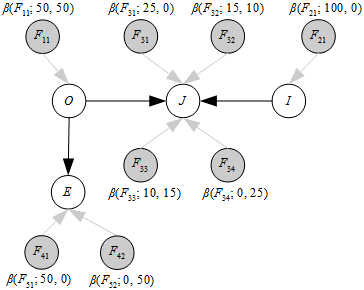 β(F₁₁; 50, 50) β(F₃₁; 25, 0) β(F₃₂; 15, 10) β(F₂₁; 100, 0)
F₁₁ F₃₁ F₃₂ F₂₁
O J I
F₃₃ F₃₄
E β(F₃₃; 10, 15) β(F₃₄; 0, 25)
F₄₁ F₄₂
β(F₅₁; 50, 0) β(F₅₂; 0, 50)